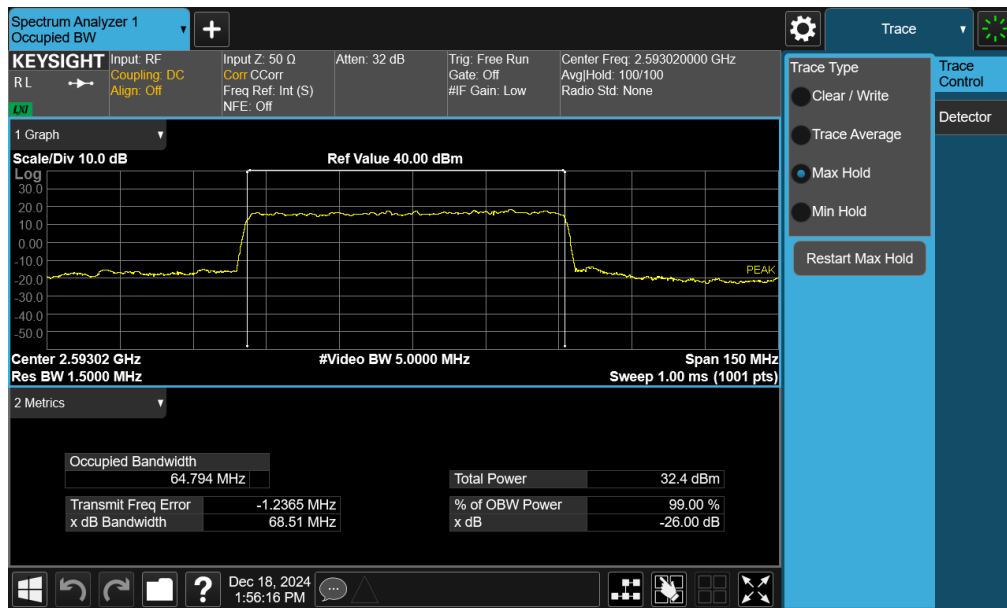 Spectrum Analyzer 1
Occupied BW
+
Trace
KEYSIGHT
R L
LXI
Input: RF
Coupling: DC
Align: Off
Input Z: 50 Ω
Corr CCorr
Freq Ref: Int (S)
NFE: Off
Atten: 32 dB
Trig: Free Run
Gate: Off
#IF Gain: Low
Center Freq: 2.593020000 GHz
Avg|Hold: 100/100
Radio Std: None
Trace Type
Clear / Write
Trace Average
Max Hold
Min Hold
Restart Max Hold
Trace
Control
Detector
1 Graph
Scale/Div 10.0 dB
Ref Value 40.00 dBm
Log
30.0
20.0
10.0
0.00
-10.0
-20.0
-30.0
-40.0
-50.0
PEAK
Center 2.59302 GHz
#Video BW 5.0000 MHz
Span 150 MHz
Res BW 1.5000 MHz
Sweep 1.00 ms (1001 pts)
2 Metrics
Occupied Bandwidth
64.794 MHz
Total Power 32.4 dBm
Transmit Freq Error -1.2365 MHz
% of OBW Power 99.00 %
x dB Bandwidth 68.51 MHz
x dB -26.00 dB
?
Dec 18, 2024
1:56:16 PM